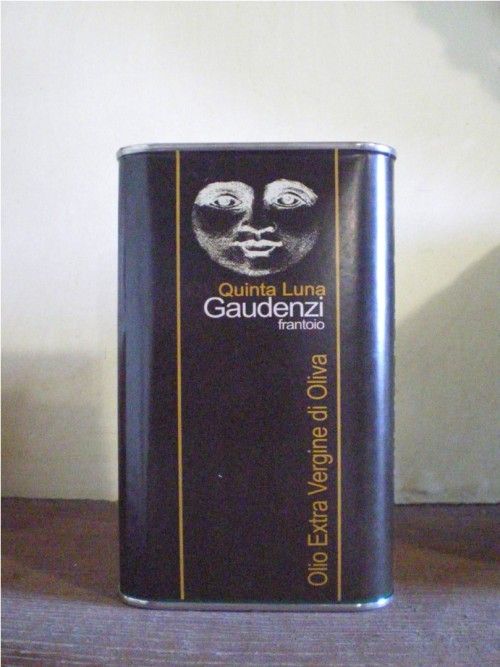 Quinta Luna
Gaudenzi
frantoio
Olio Extra Vergine di Oliva